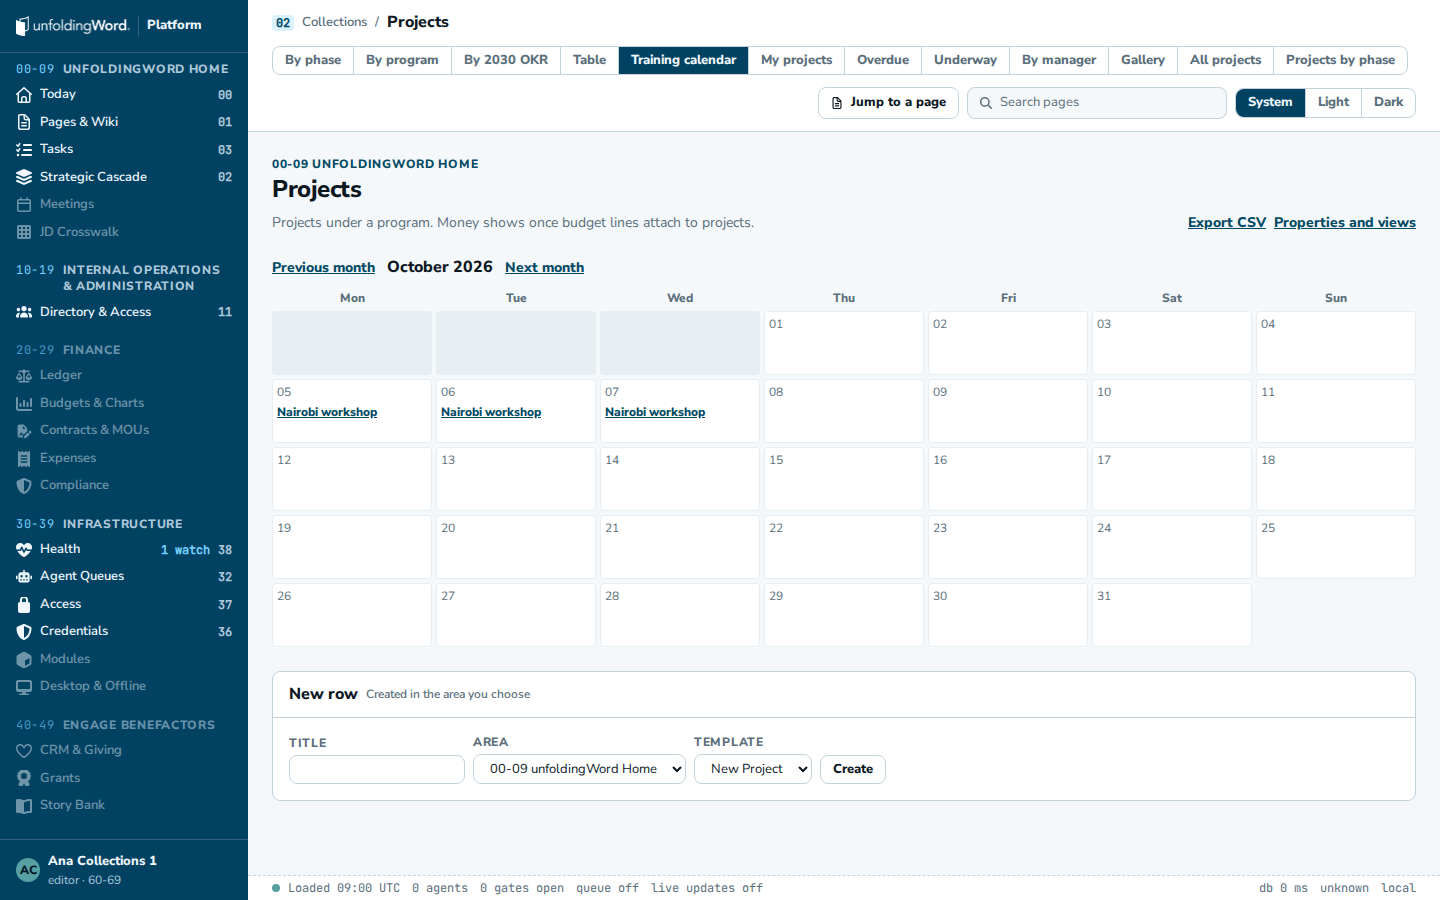 unfoldingWord. Platform
00-09 UNFOLDINGWORD HOME
Today 00
Pages & Wiki 01
Tasks 03
Strategic Cascade 02
Meetings
JD Crosswalk
10-19 INTERNAL OPERATIONS
& ADMINISTRATION
Directory & Access 11
20-29 FINANCE
Ledger
Budgets & Charts
Contracts & MOUs
Expenses
Compliance
30-39 INFRASTRUCTURE
Health 1 watch 38
Agent Queues 32
Access 37
Credentials 36
Modules
Desktop & Offline
40-49 ENGAGE BENEFACTORS
CRM & Giving
Grants
Story Bank
AC Ana Collections 1
editor · 60-69
02 Collections / Projects
By phase By program By 2030 OKR Table Training calendar My projects Overdue Underway By manager Gallery All projects Projects by phase
Jump to a page Search pages System Light Dark
00-09 UNFOLDINGWORD HOME
Projects
Projects under a program. Money shows once budget lines attach to projects. Export CSV Properties and views
Previous month October 2026 Next month
Mon Tue Wed Thu Fri Sat Sun
01 02 03 04
05 06 07 08 09 10 11
Nairobi workshop Nairobi workshop Nairobi workshop
12 13 14 15 16 17 18
19 20 21 22 23 24 25
26 27 28 29 30 31
New row Created in the area you choose
TITLE AREA TEMPLATE
00-09 unfoldingWord Home New Project Create
Loaded 09:00 UTC 0 agents 0 gates open queue off live updates off db 0 ms unknown local